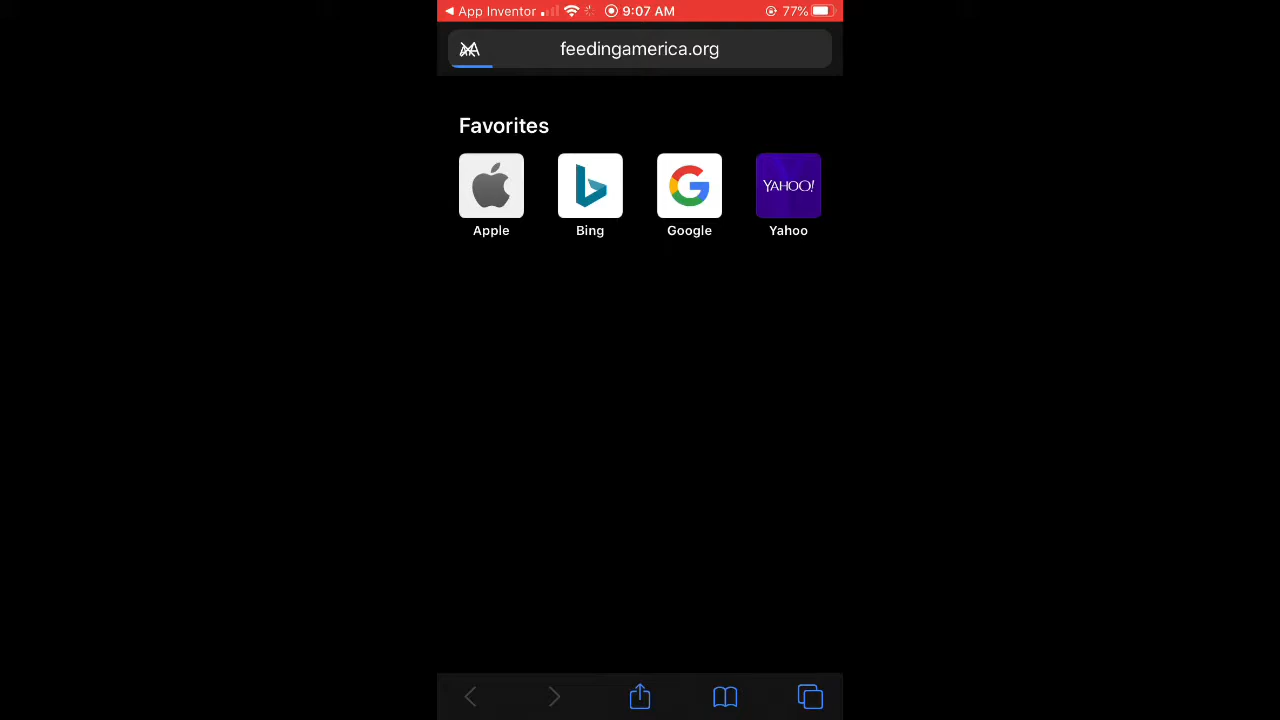 App Inventor 9:07 AM 77%
feedingamerica.org
Favorites
YAHOO!
Apple Bing Google Yahoo